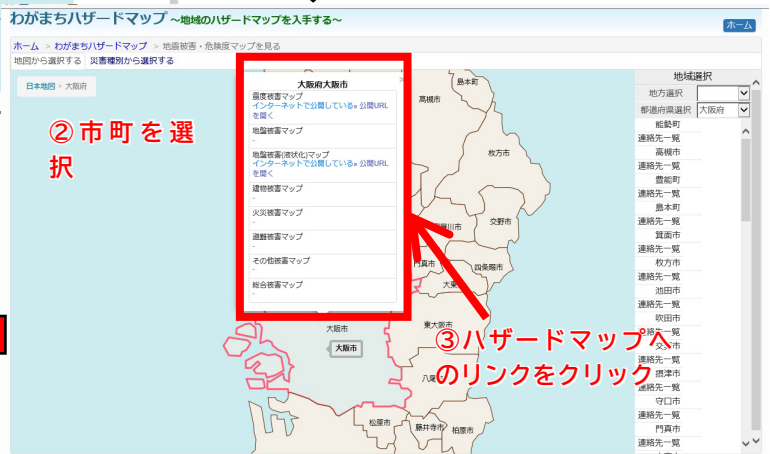 わがまちハザードマップ ～地域のハザードマップを入手する～
ホーム
ホーム > わがまちハザードマップ > 地震被害・危険度マップを見る
地図から選択する 災害種別から選択する
日本地図 > 大阪府
②市町を選
択
大阪府大阪市
×
震度被害マップ
インターネットで公開している» 公開URL
を開く
地盤被害マップ
-
地盤被害(液状化)マップ
インターネットで公開している» 公開URL
を開く
建物被害マップ
-
火災被害マップ
-
避難被害マップ
-
その他被害マップ
-
総合被害マップ
-
島本町
高槻市
枚方市
交野市
門真市
四条畷市
大東
大阪市
大阪市
東大阪市
八尾
松原市
藤井寺市
柏原市
③ハザードマップへ
のリンクをクリック
地域選択
地方選択
都道府県選択 大阪府
能勢町
連絡先一覧
高槻市
連絡先一覧
豊能町
連絡先一覧
島本町
連絡先一覧
箕面市
連絡先一覧
枚方市
連絡先一覧
池田市
連絡先一覧
吹田市
連絡先一覧
交野市
連絡先一覧
摂津市
連絡先一覧
守口市
連絡先一覧
門真市
連絡先一覧